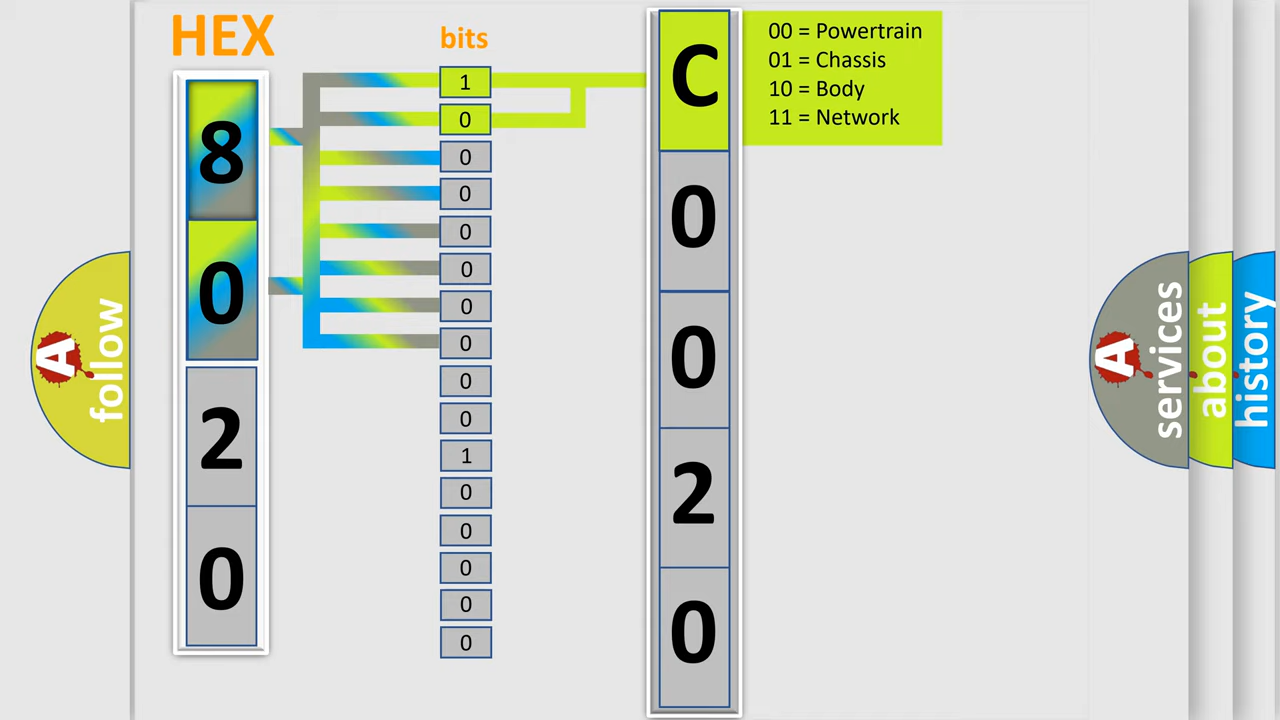 HEX
8
0
2
0
bits
1
0
0
0
0
0
0
0
0
0
1
0
0
0
0
0
C
0
0
2
0
00 = Powertrain
01 = Chassis
10 = Body
11 = Network
A
follow
A
services
about
history